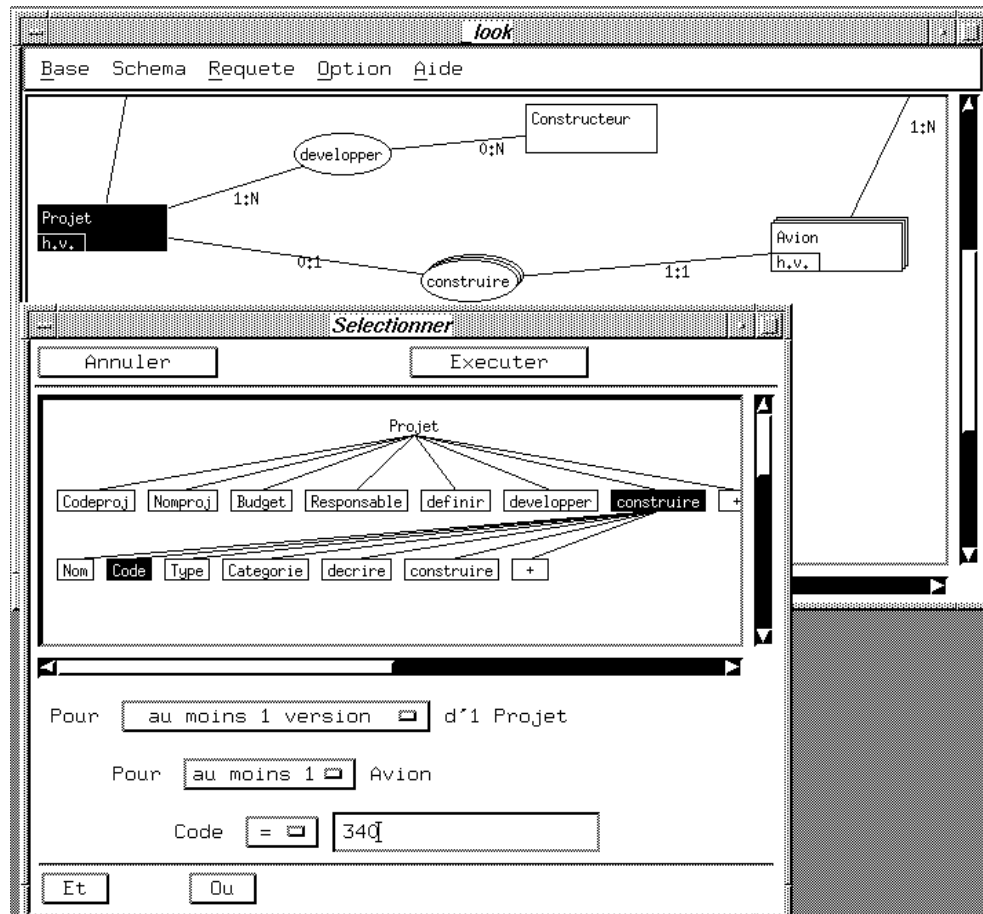 _look
Base Schema Requete Option Aide
Constructeur
1:N
developper
0:N
1:N
Projet
h.v.
Avion
h.v.
0:1
construire
1:1
Selectionner
Annuler Executer
Projet
Codeproj Nomproj Budget Responsable definir developper construire +
Nom Code Type Categorie decrire construire +
Pour au moins 1 version d'1 Projet
Pour au moins 1 Avion
Code = 340
Et Ou